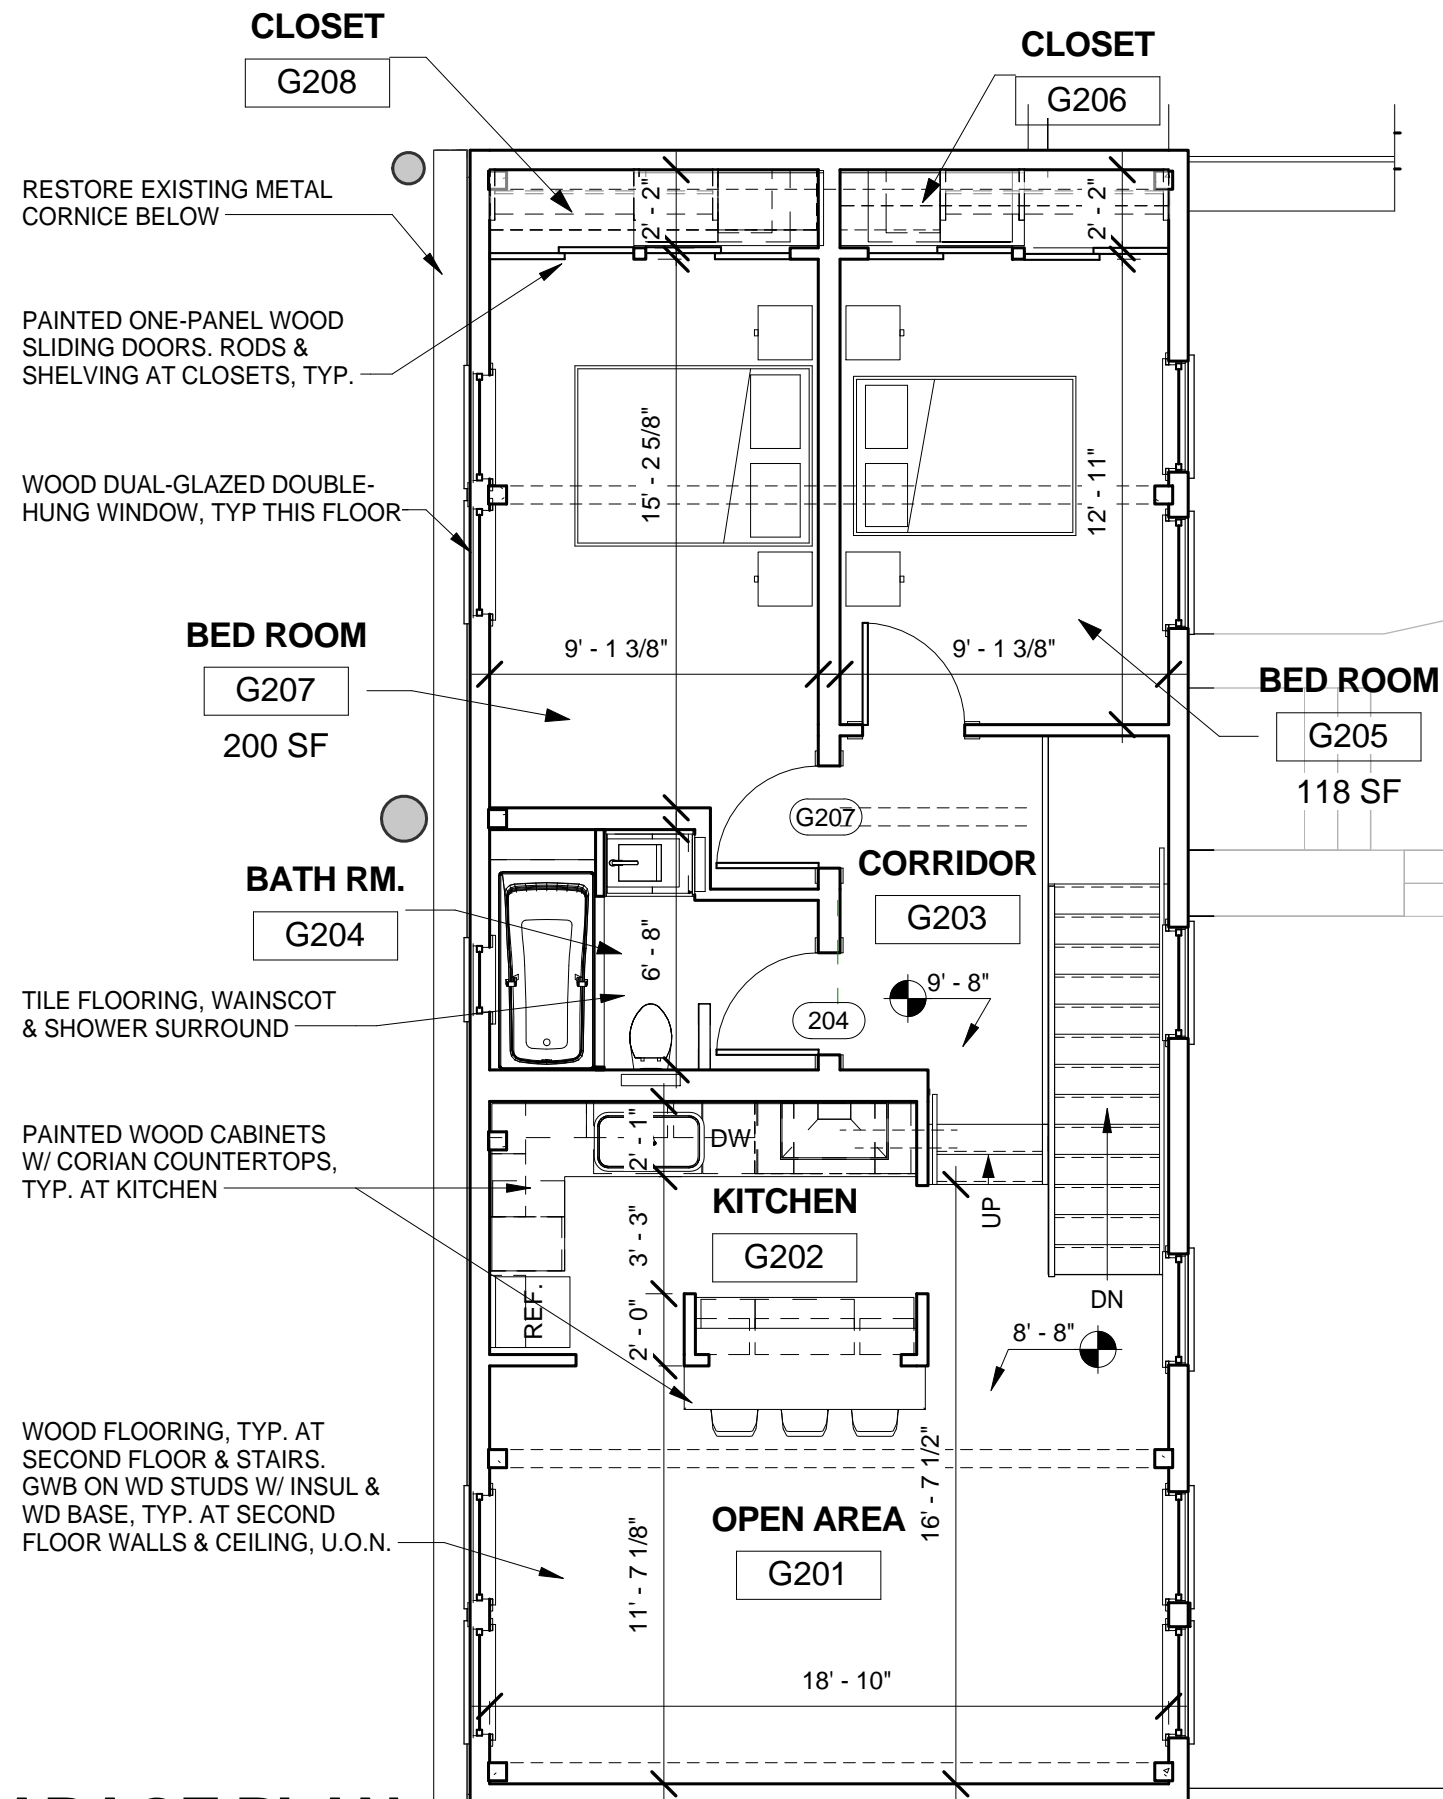 CLOSET
G208
CLOSET
G206
RESTORE EXISTING METAL
CORNICE BELOW
2' - 2"
2' - 2"
PAINTED ONE-PANEL WOOD
SLIDING DOORS. RODS &
SHELVING AT CLOSETS, TYP.
15' - 2 5/8"
12' - 11"
WOOD DUAL-GLAZED DOUBLE-
HUNG WINDOW, TYP THIS FLOOR
BED ROOM
G207
200 SF
9' - 1 3/8"
9' - 1 3/8"
BED ROOM
G205
118 SF
G207
BATH RM.
G204
CORRIDOR
G203
6' - 8"
9' - 8"
TILE FLOORING, WAINSCOT
& SHOWER SURROUND
204
PAINTED WOOD CABINETS
W/ CORIAN COUNTERTOPS,
TYP. AT KITCHEN
2' - 1"
DW
KITCHEN
G202
UP
3' - 3"
REF.
2' - 0"
DN
8' - 8"
WOOD FLOORING, TYP. AT
SECOND FLOOR & STAIRS.
GWB ON WD STUDS W/ INSUL &
WD BASE, TYP. AT SECOND
FLOOR WALLS & CEILING, U.O.N.
16' - 7 1/2"
OPEN AREA
G201
11' - 7 1/8"
18' - 10"